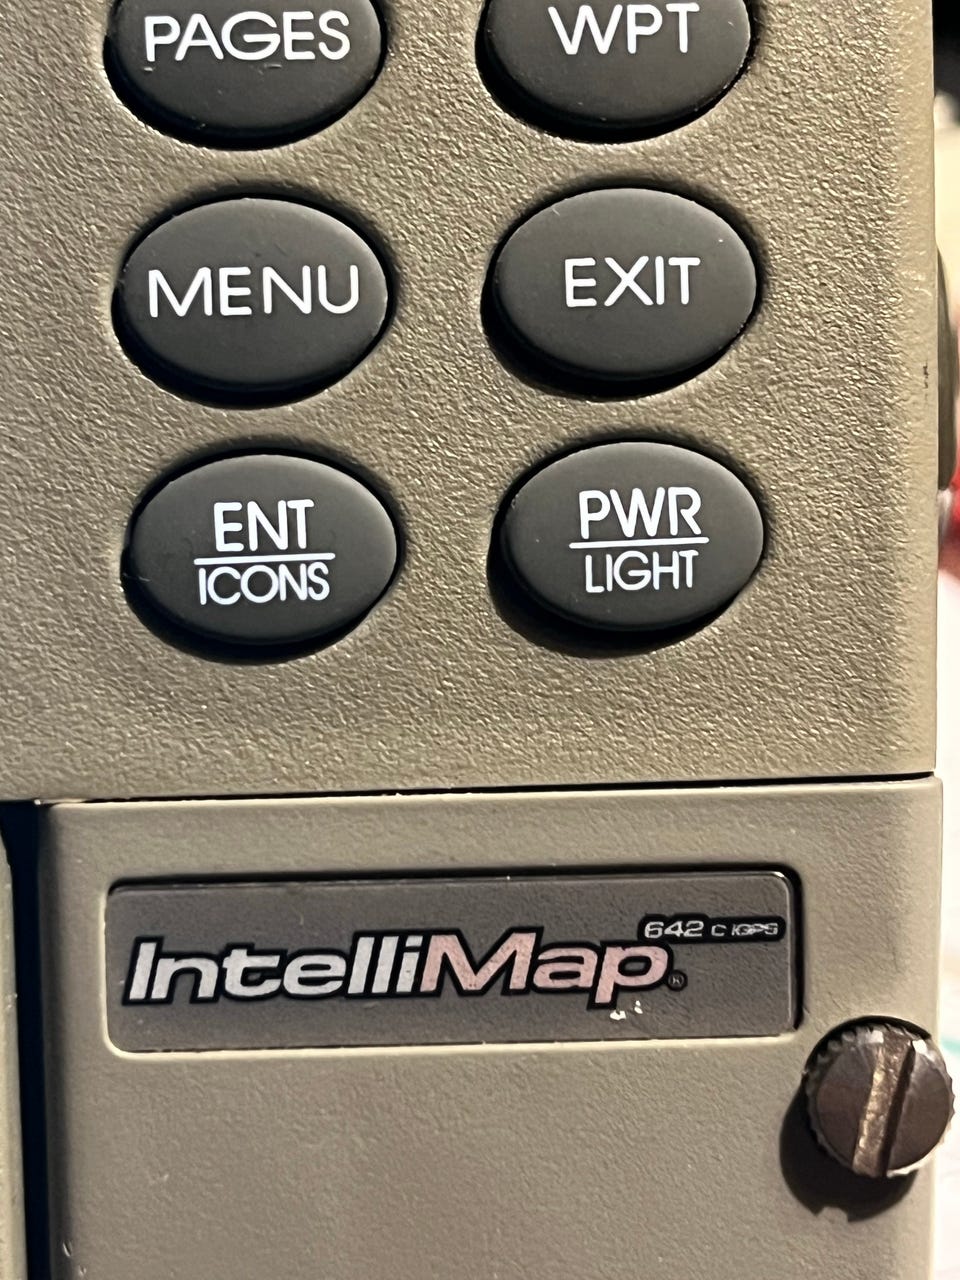 PAGES
WPT
MENU
EXIT
ENT
ICONS
PWR
LIGHT
IntelliMap®
642 c iGPS